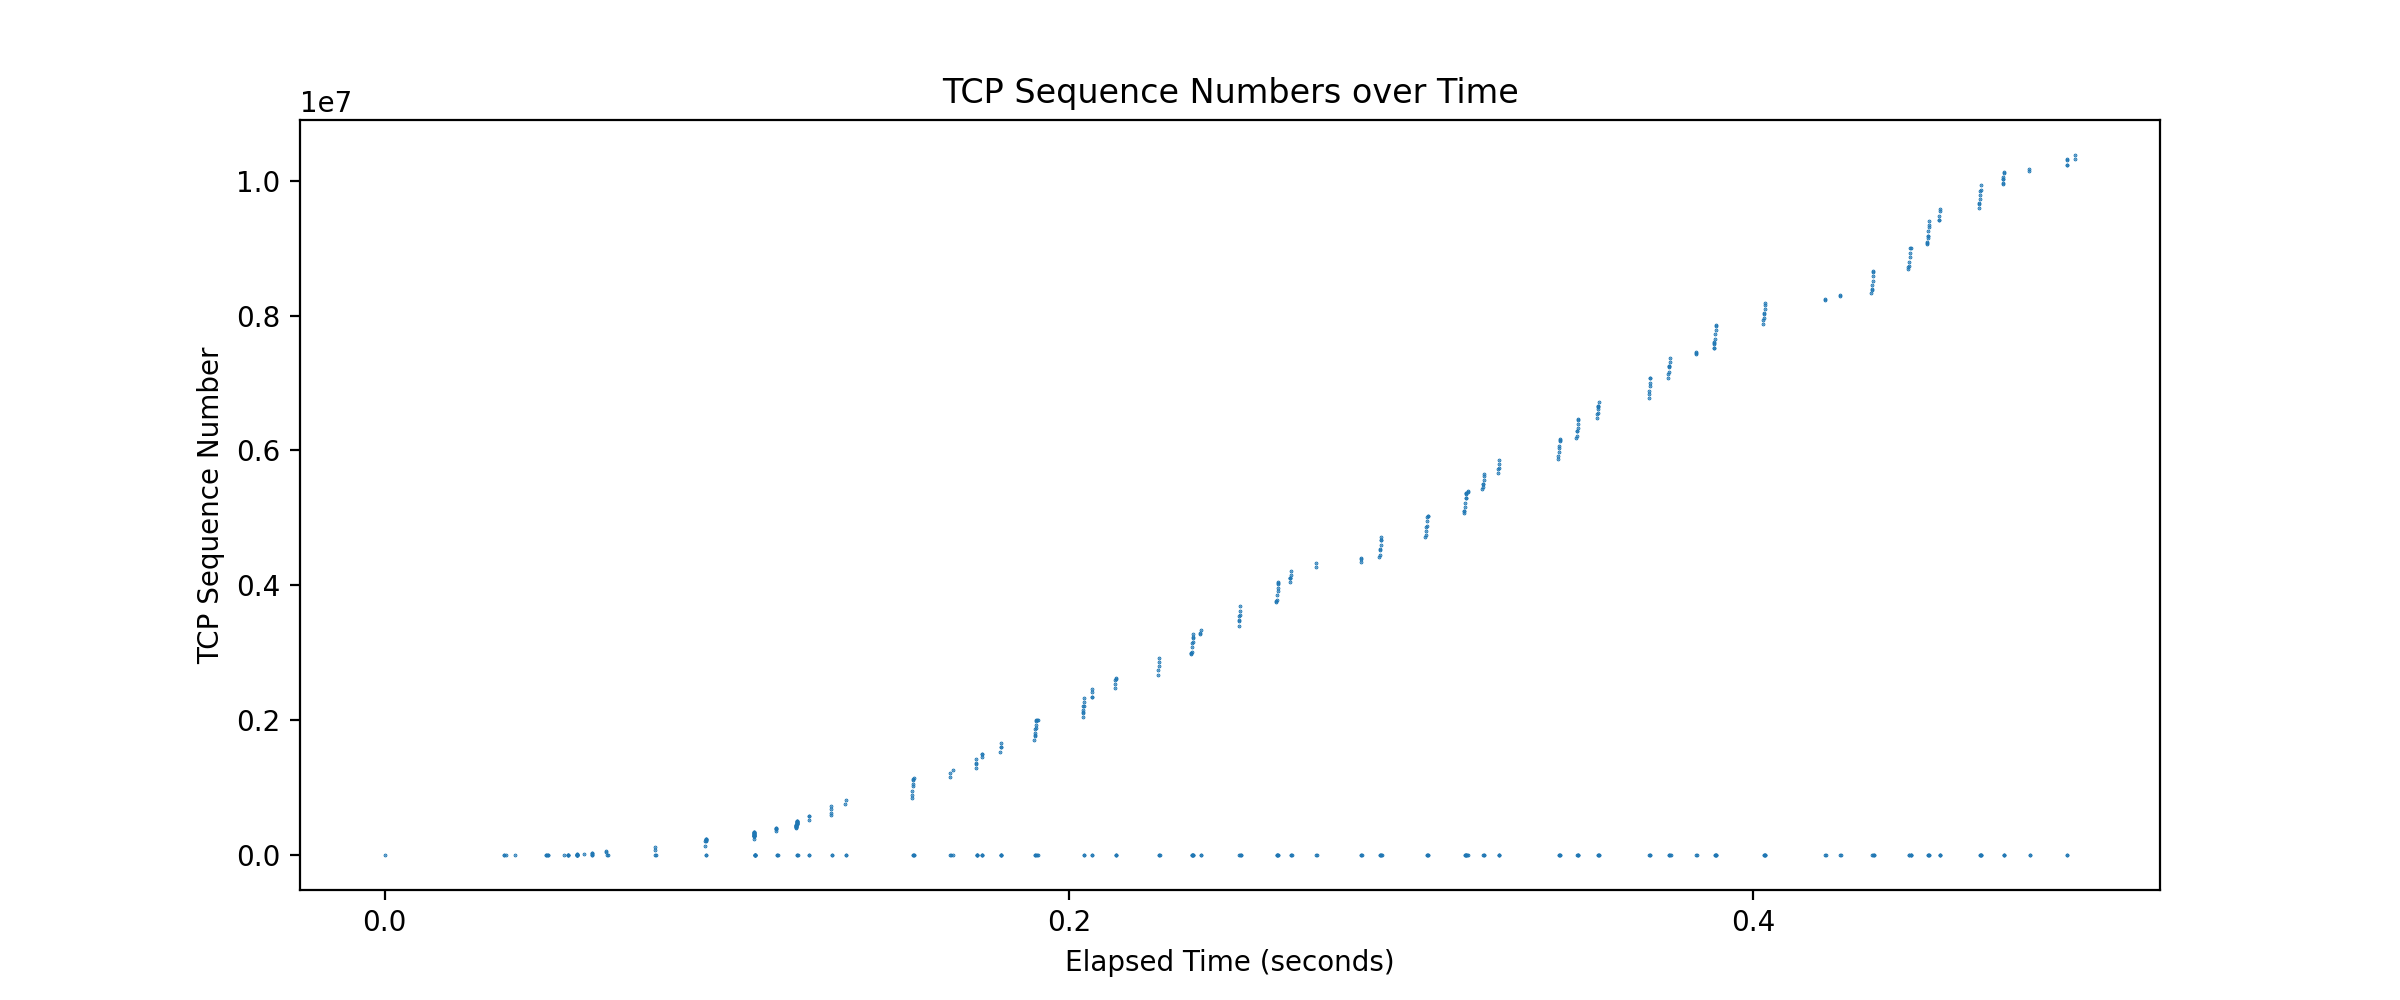 TCP Sequence Numbers over Time
1e7
1.0
0.8
0.6
0.4
0.2
0.0
TCP Sequence Number
0.0 0.2 0.4
Elapsed Time (seconds)